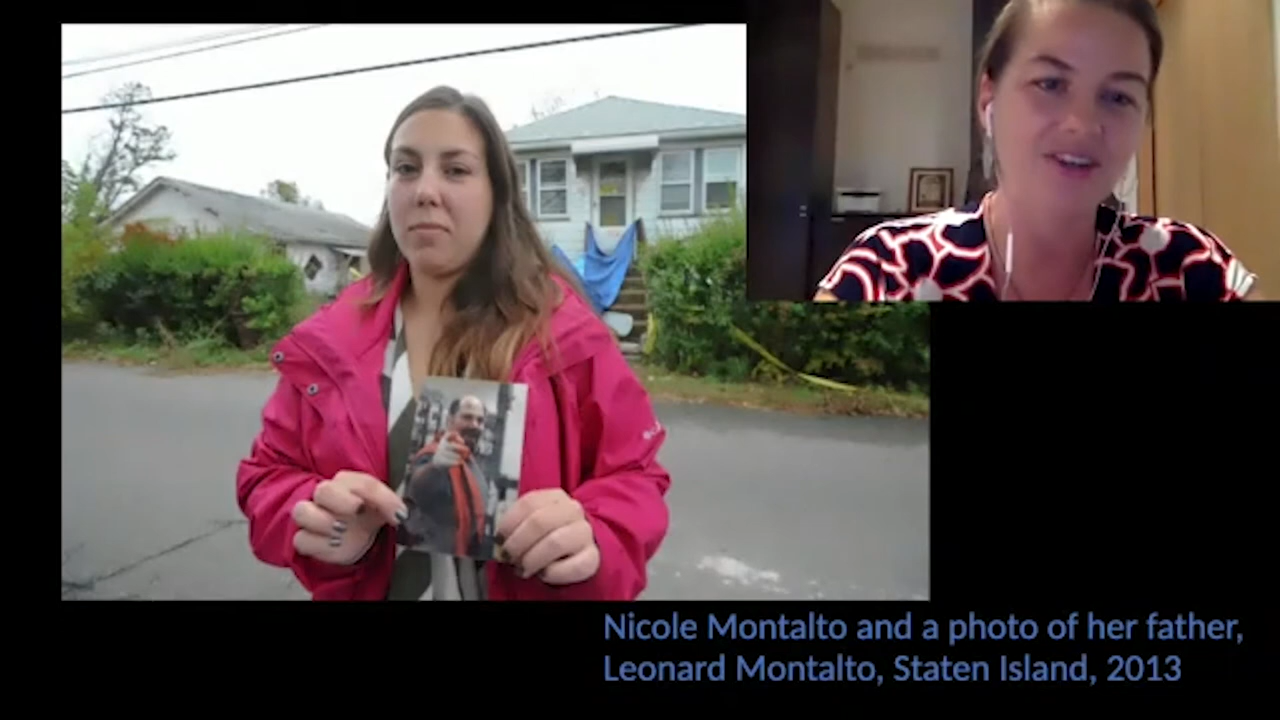 Nicole Montalto and a photo of her father,
Leonard Montalto, Staten Island, 2013